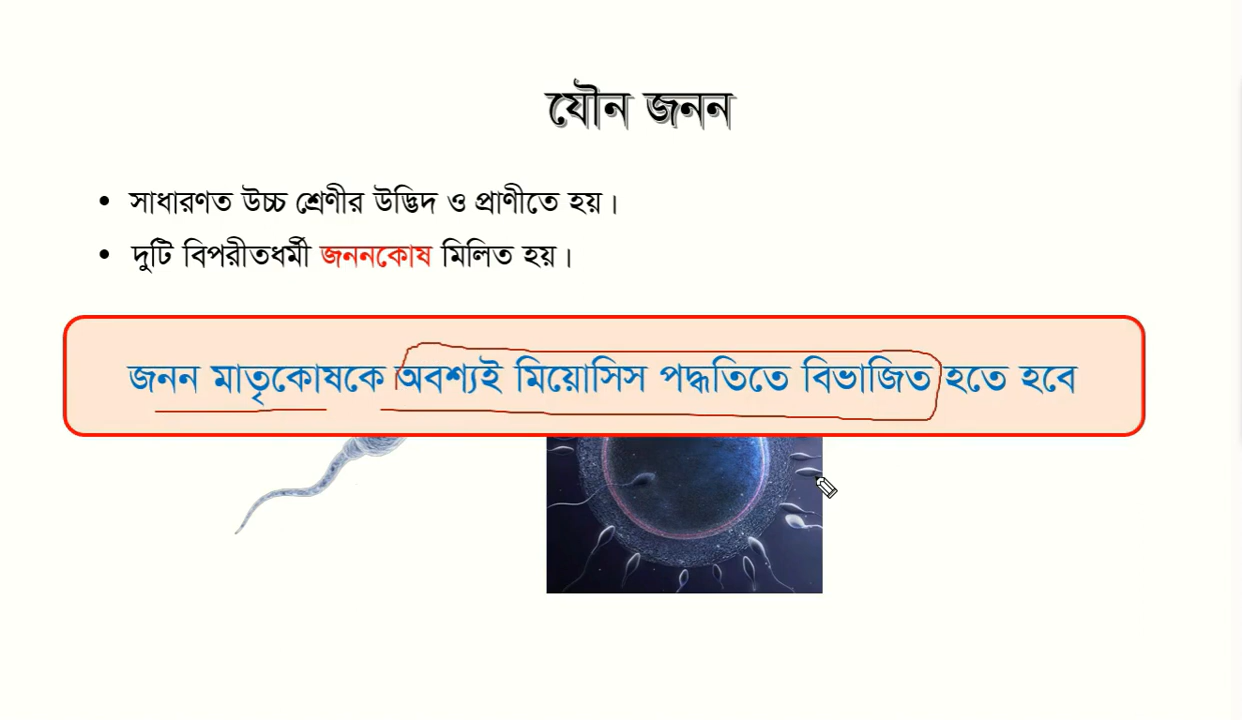 যৌন জনন
• সাধারণত উচ্চ শ্রেণীর উদ্ভিদ ও প্রাণীতে হয়।
• দুটি বিপরীতধর্মী জননকোষ মিলিত হয়।
জনন মাতৃকোষকে অবশ্যই মিয়োসিস পদ্ধতিতে বিভাজিত হতে হবে